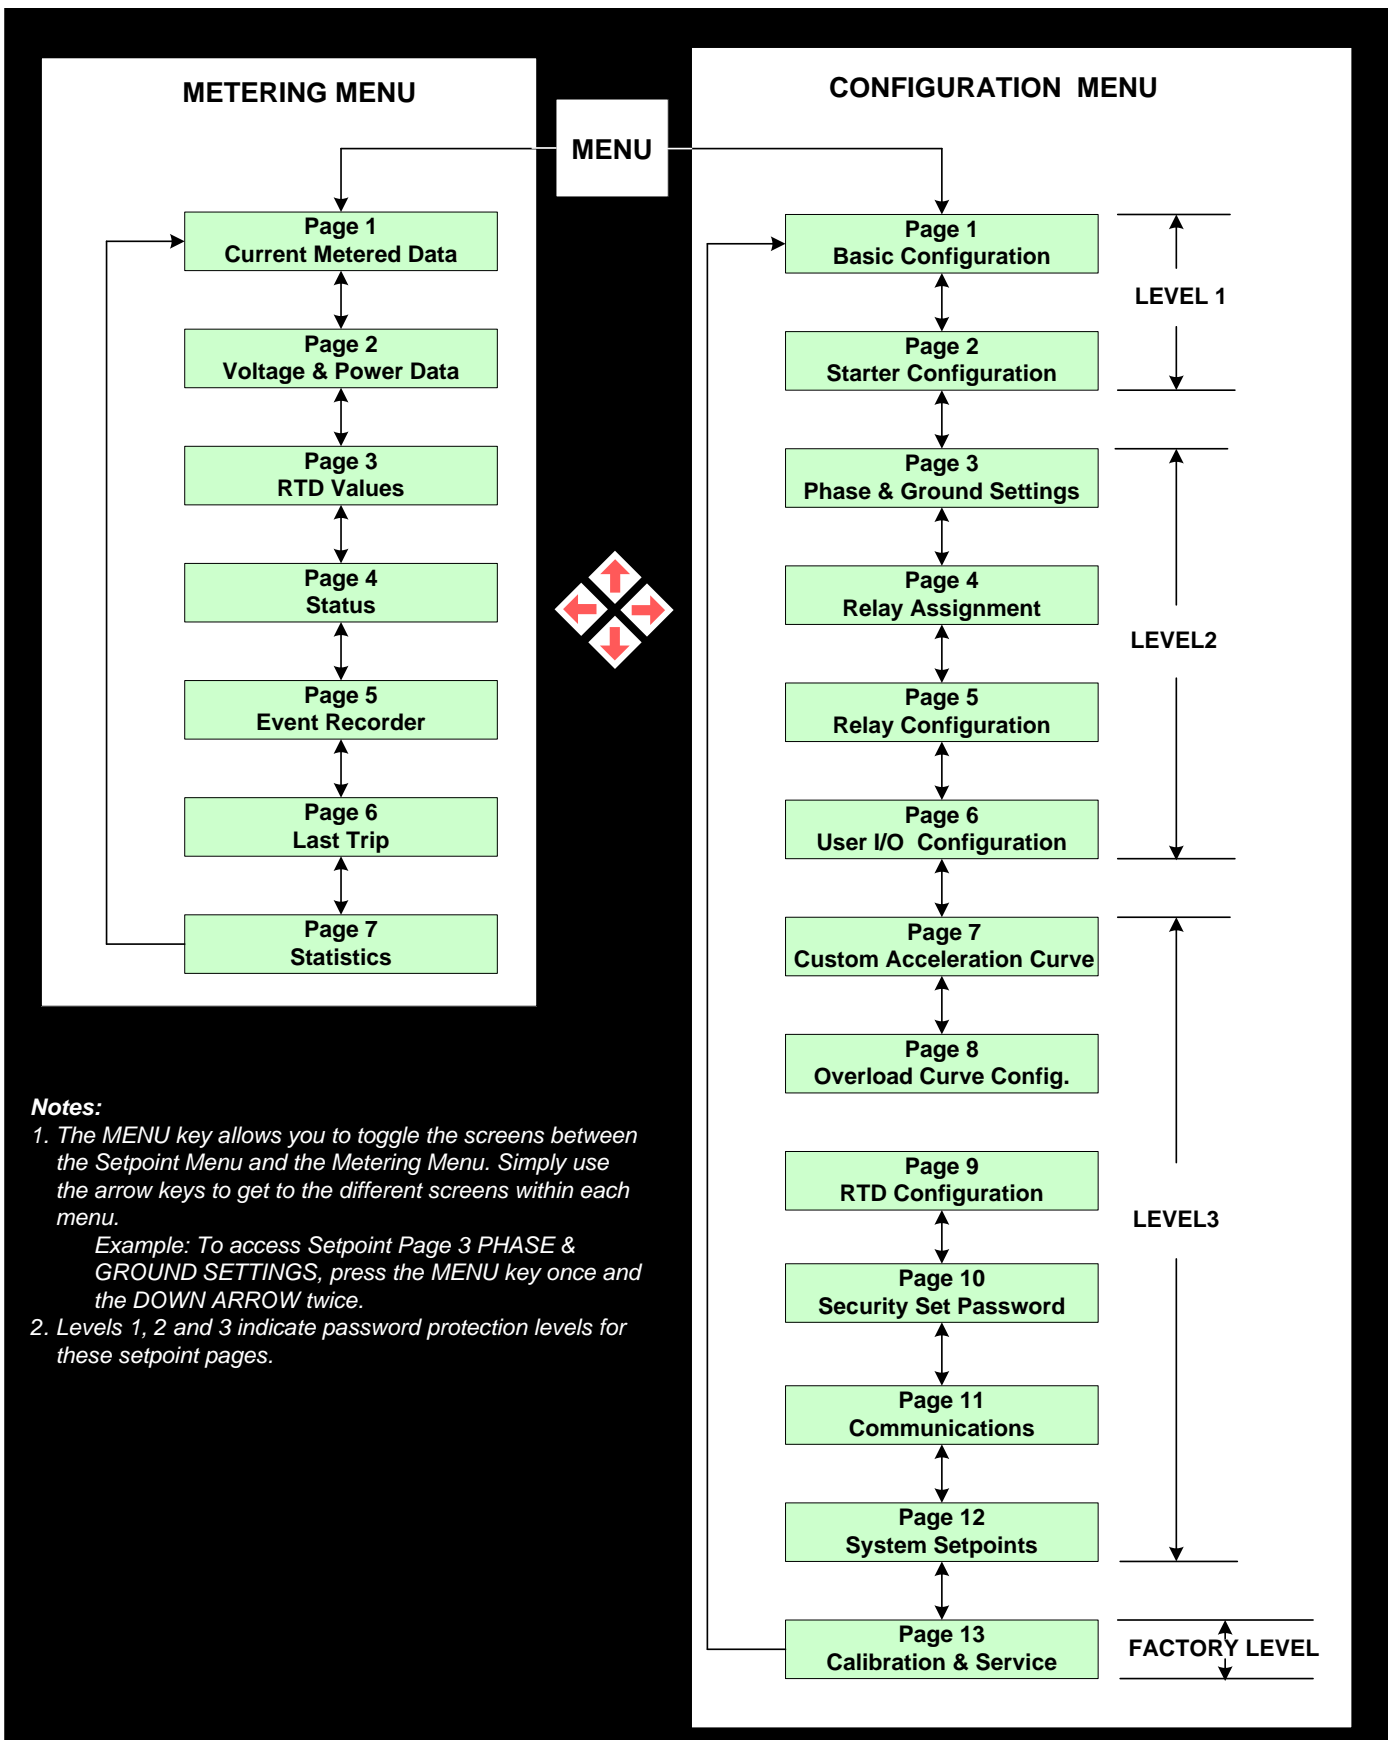 METERING MENU
Page 1
Current Metered Data
Page 2
Voltage & Power Data
Page 3
RTD Values
Page 4
Status
Page 5
Event Recorder
Page 6
Last Trip
Page 7
Statistics
MENU
CONFIGURATION MENU
Page 1
Basic Configuration
Page 2
Starter Configuration
LEVEL 1
Page 3
Phase & Ground Settings
Page 4
Relay Assignment
Page 5
Relay Configuration
Page 6
User I/O Configuration
LEVEL2
Page 7
Custom Acceleration Curve
Page 8
Overload Curve Config.
Page 9
RTD Configuration
Page 10
Security Set Password
Page 11
Communications
Page 12
System Setpoints
LEVEL3
Page 13
Calibration & Service
FACTORY LEVEL
Notes:
1. The MENU key allows you to toggle the screens between
the Setpoint Menu and the Metering Menu. Simply use
the arrow keys to get to the different screens within each
menu.
Example: To access Setpoint Page 3 PHASE &
GROUND SETTINGS, press the MENU key once and
the DOWN ARROW twice.
2. Levels 1, 2 and 3 indicate password protection levels for
these setpoint pages.